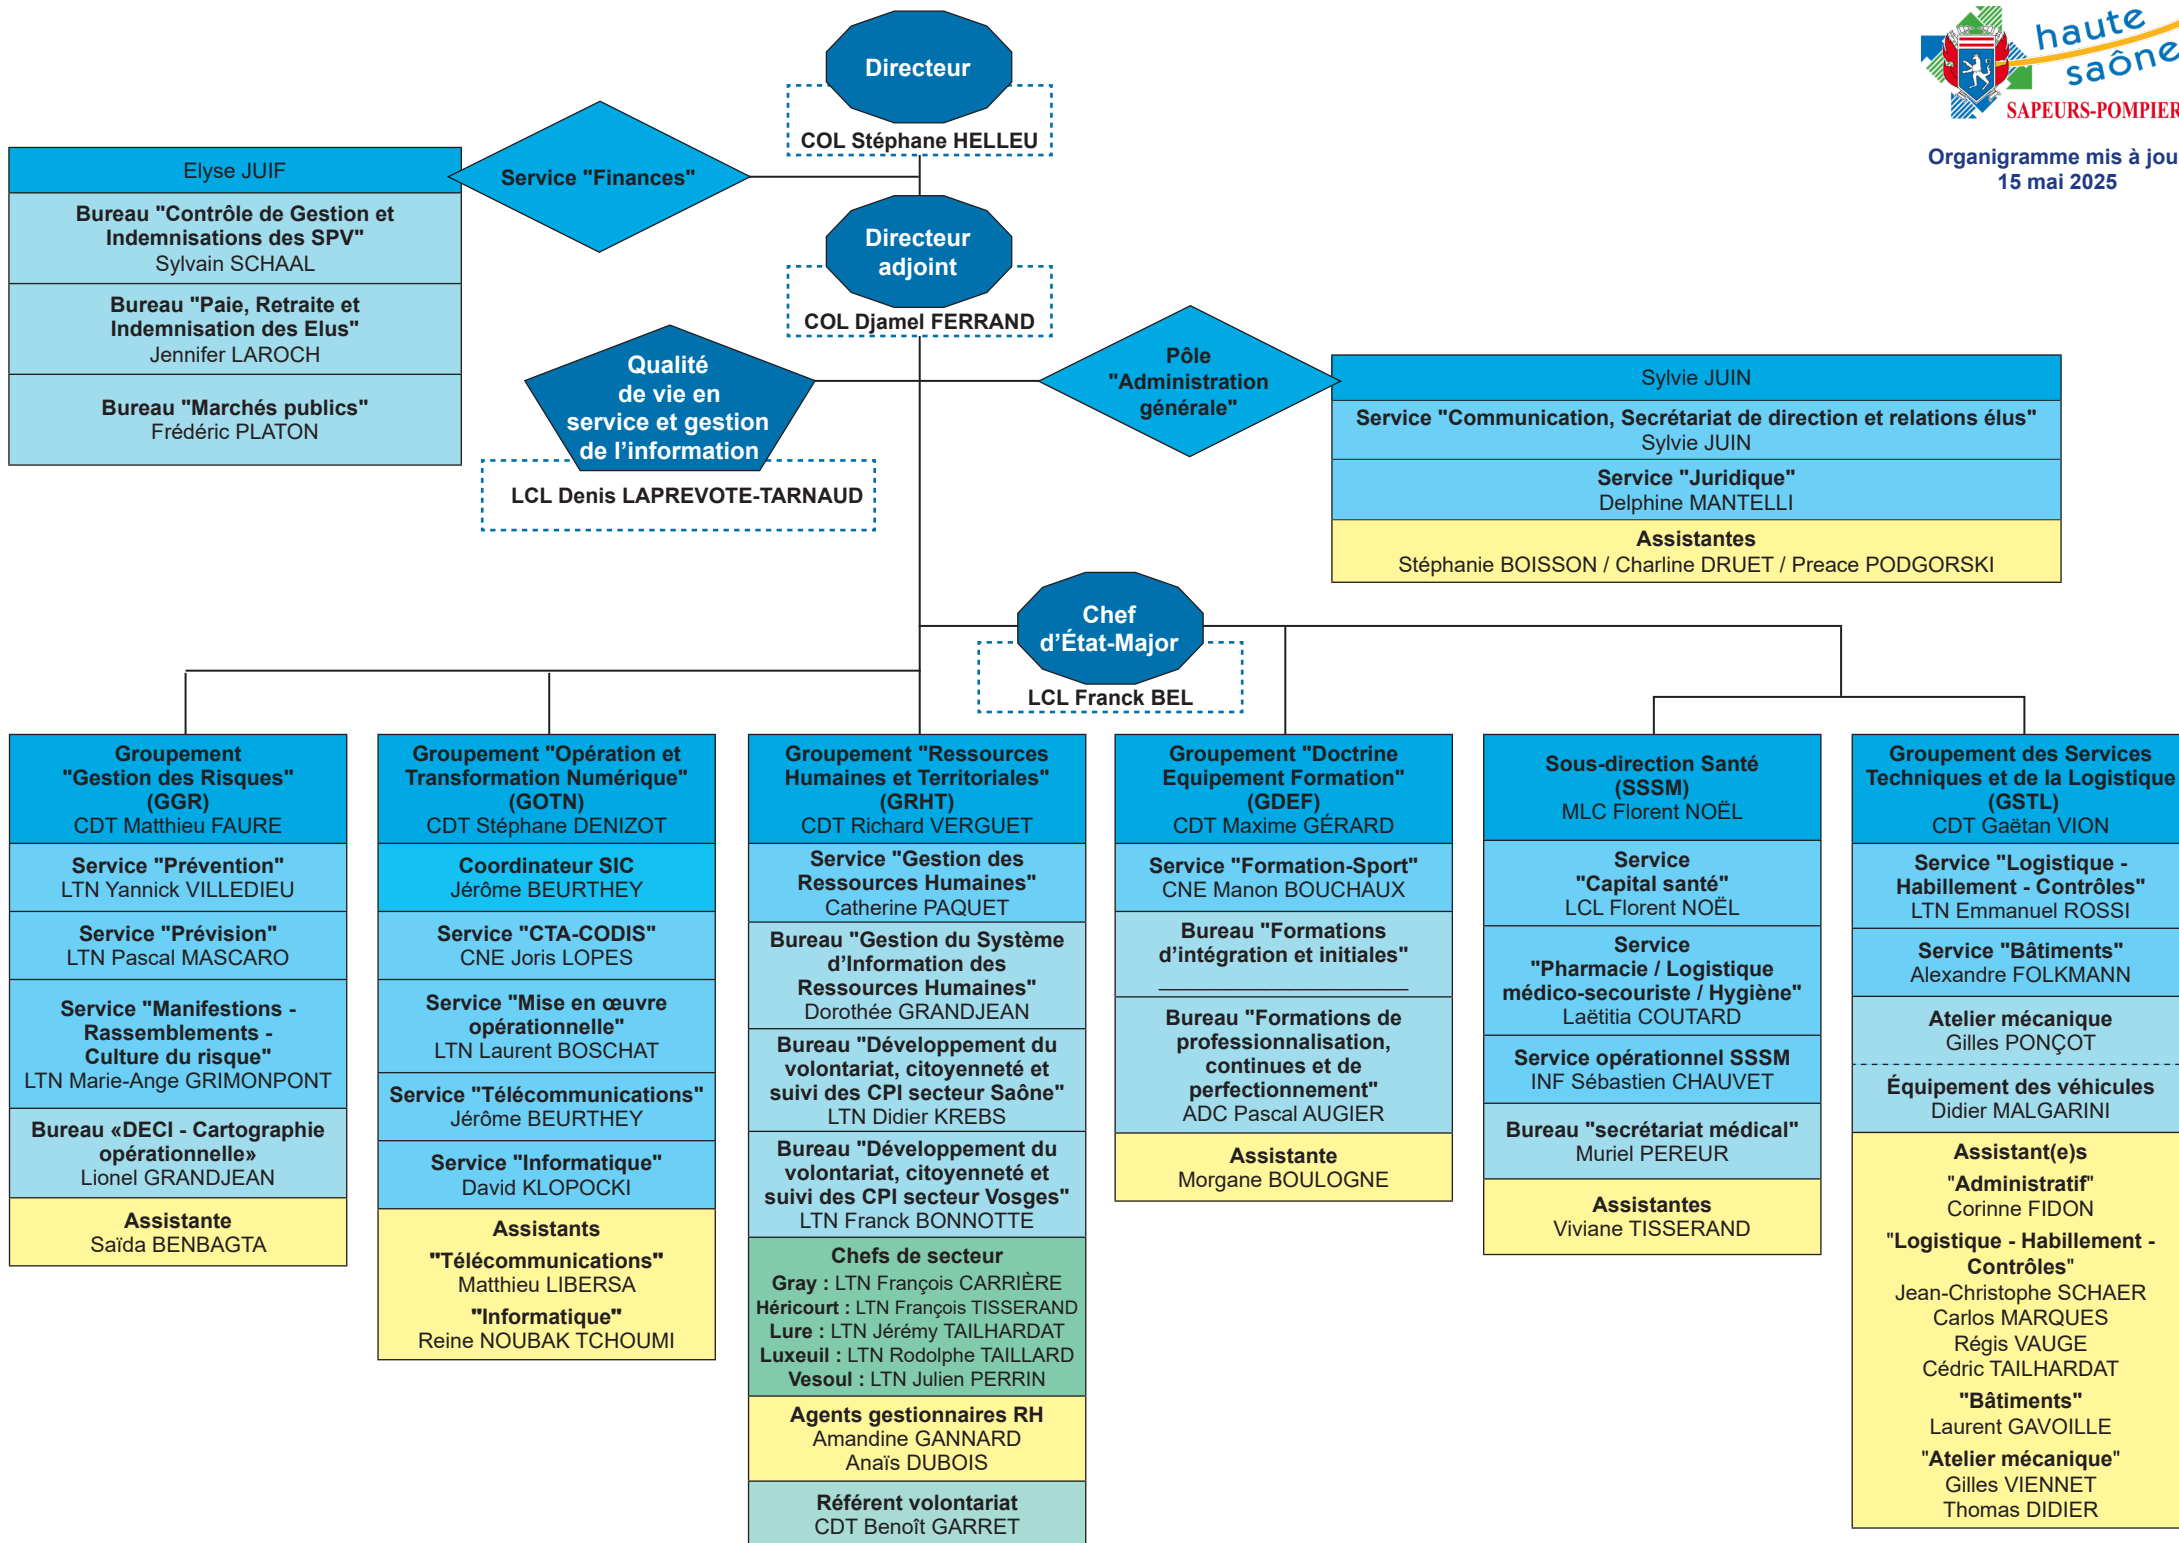 haute
saône
SAPEURS-POMPIER
Organigramme mis à jou
15 mai 2025
Directeur
COL Stéphane HELLEU
Service "Finances"
Elyse JUIF
Bureau "Contrôle de Gestion et
Indemnisations des SPV"
Sylvain SCHAAL
Bureau "Paie, Retraite et
Indemnisation des Elus"
Jennifer LAROCH
Bureau "Marchés publics"
Frédéric PLATON
Directeur
adjoint
COL Djamel FERRAND
Qualité
de vie en
service et gestion
de l'information
LCL Denis LAPREVOTE-TARNAUD
Pôle
"Administration
générale"
Sylvie JUIN
Service "Communication, Secrétariat de direction et relations élus"
Sylvie JUIN
Service "Juridique"
Delphine MANTELLI
Assistantes
Stéphanie BOISSON / Charline DRUET / Preace PODGORSKI
Chef
d'État-Major
LCL Franck BEL
Groupement
"Gestion des Risques"
(GGR)
CDT Matthieu FAURE
Service "Prévention"
LTN Yannick VILLEDIEU
Service "Prévision"
LTN Pascal MASCARO
Service "Manifestions -
Rassemblements -
Culture du risque"
LTN Marie-Ange GRIMONPONT
Bureau «DECI - Cartographie
opérationnelle»
Lionel GRANDJEAN
Assistante
Saïda BENBAGTA
Groupement "Opération et
Transformation Numérique"
(GOTN)
CDT Stéphane DENIZOT
Coordinateur SIC
Jérôme BEURTHEY
Service "CTA-CODIS"
CNE Joris LOPES
Service "Mise en œuvre
opérationnelle"
LTN Laurent BOSCHAT
Service "Télécommunications"
Jérôme BEURTHEY
Service "Informatique"
David KLOPOCKI
Assistants
"Télécommunications"
Matthieu LIBERSA
"Informatique"
Reine NOUBAK TCHOUMI
Groupement "Ressources
Humaines et Territoriales"
(GRHT)
CDT Richard VERGUET
Service "Gestion des
Ressources Humaines"
Catherine PAQUET
Bureau "Gestion du Système
d'Information des
Ressources Humaines"
Dorothée GRANDJEAN
Bureau "Développement du
volontariat, citoyenneté et
suivi des CPI secteur Saône"
LTN Didier KREBS
Bureau "Développement du
volontariat, citoyenneté et
suivi des CPI secteur Vosges"
LTN Franck BONNOTTE
Chefs de secteur
Gray : LTN François CARRIÈRE
Héricourt : LTN François TISSERAND
Lure : LTN Jérémy TAILHARDAT
Luxeuil : LTN Rodolphe TAILLARD
Vesoul : LTN Julien PERRIN
Agents gestionnaires RH
Amandine GANNARD
Anaïs DUBOIS
Référent volontariat
CDT Benoît GARRET
Groupement "Doctrine
Equipement Formation"
(GDEF)
CDT Maxime GÉRARD
Service "Formation-Sport"
CNE Manon BOUCHAUX
Bureau "Formations
d'intégration et initiales"
Bureau "Formations de
professionnalisation,
continues et de
perfectionnement"
ADC Pascal AUGIER
Assistante
Morgane BOULOGNE
Sous-direction Santé
(SSSM)
MLC Florent NOËL
Service
"Capital santé"
LCL Florent NOËL
Service
"Pharmacie / Logistique
médico-secouriste / Hygiène"
Laëtitia COUTARD
Service opérationnel SSSM
INF Sébastien CHAUVET
Bureau "secrétariat médical"
Muriel PEREUR
Assistantes
Viviane TISSERAND
Groupement des Services
Techniques et de la Logistique
(GSTL)
CDT Gaëtan VION
Service "Logistique -
Habillement - Contrôles"
LTN Emmanuel ROSSI
Service "Bâtiments"
Alexandre FOLKMANN
Atelier mécanique
Gilles PONÇOT
Équipement des véhicules
Didier MALGARINI
Assistant(e)s
"Administratif"
Corinne FIDON
"Logistique - Habillement -
Contrôles"
Jean-Christophe SCHAER
Carlos MARQUES
Régis VAUGE
Cédric TAILHARDAT
"Bâtiments"
Laurent GAVOILLE
"Atelier mécanique"
Gilles VIENNET
Thomas DIDIER